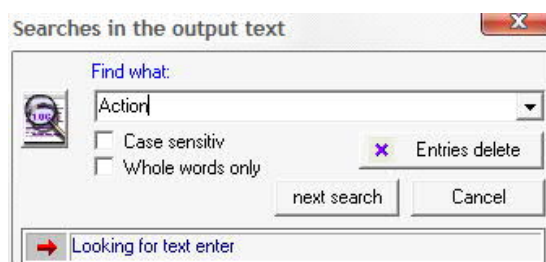 Searches in the output text
Find what:
Action
Case sensitiv
Whole words only
Entries delete
next search
Cancel
Looking for text enter